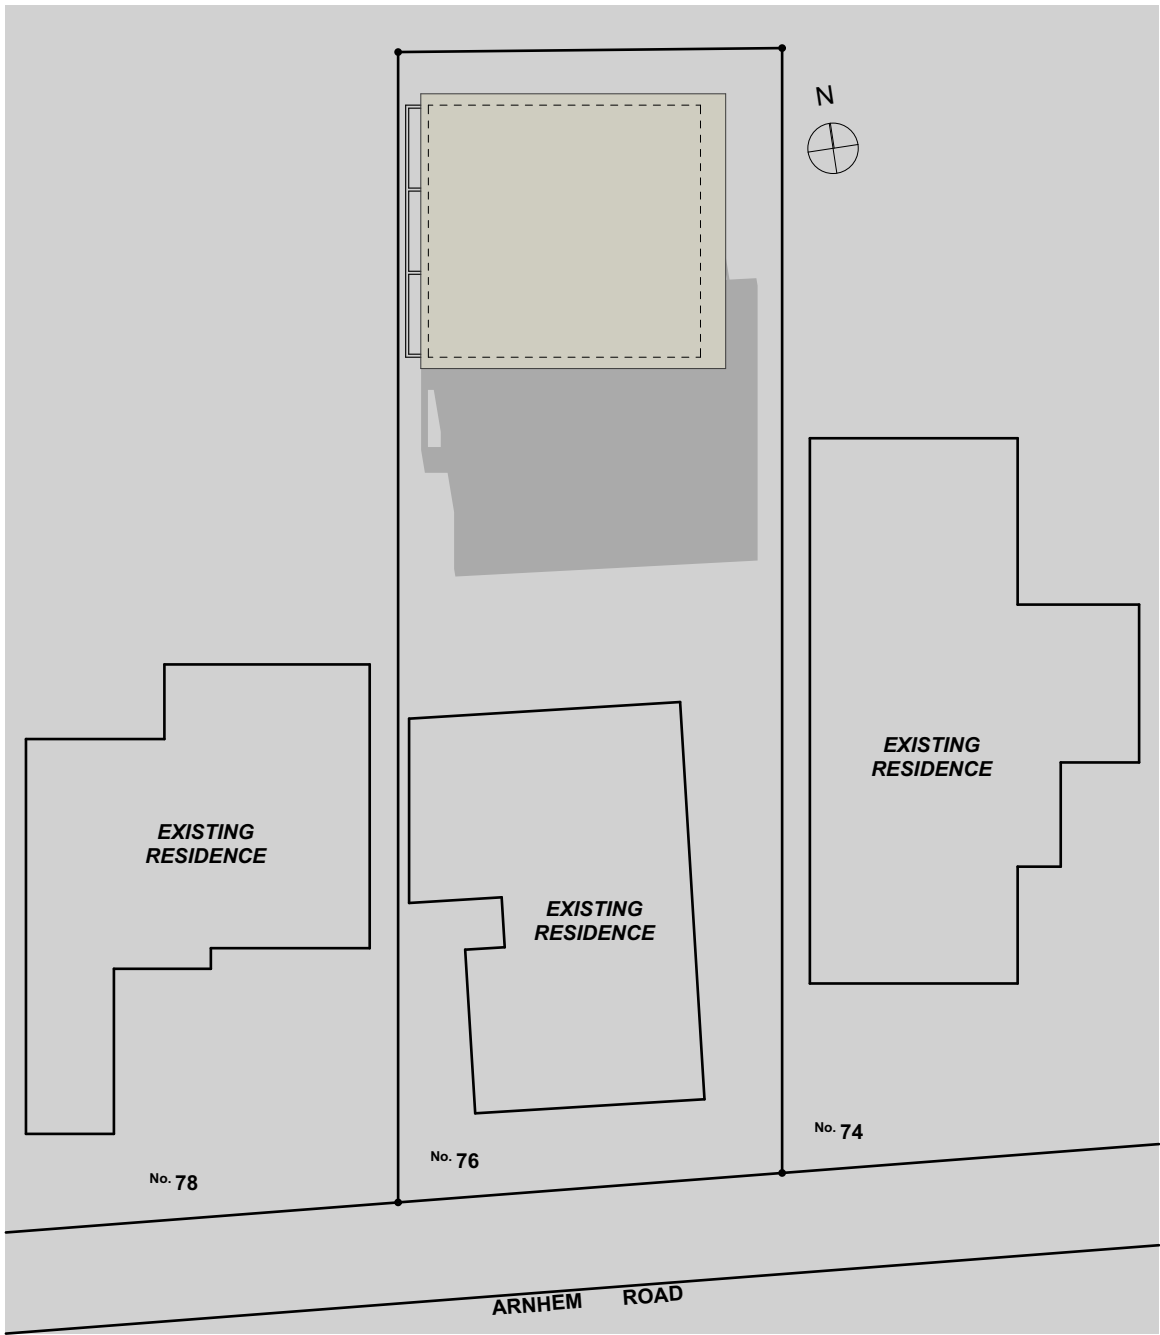 N
EXISTING
RESIDENCE
EXISTING
RESIDENCE
EXISTING
RESIDENCE
No. 74
No. 76
No. 78
ARNHEM ROAD